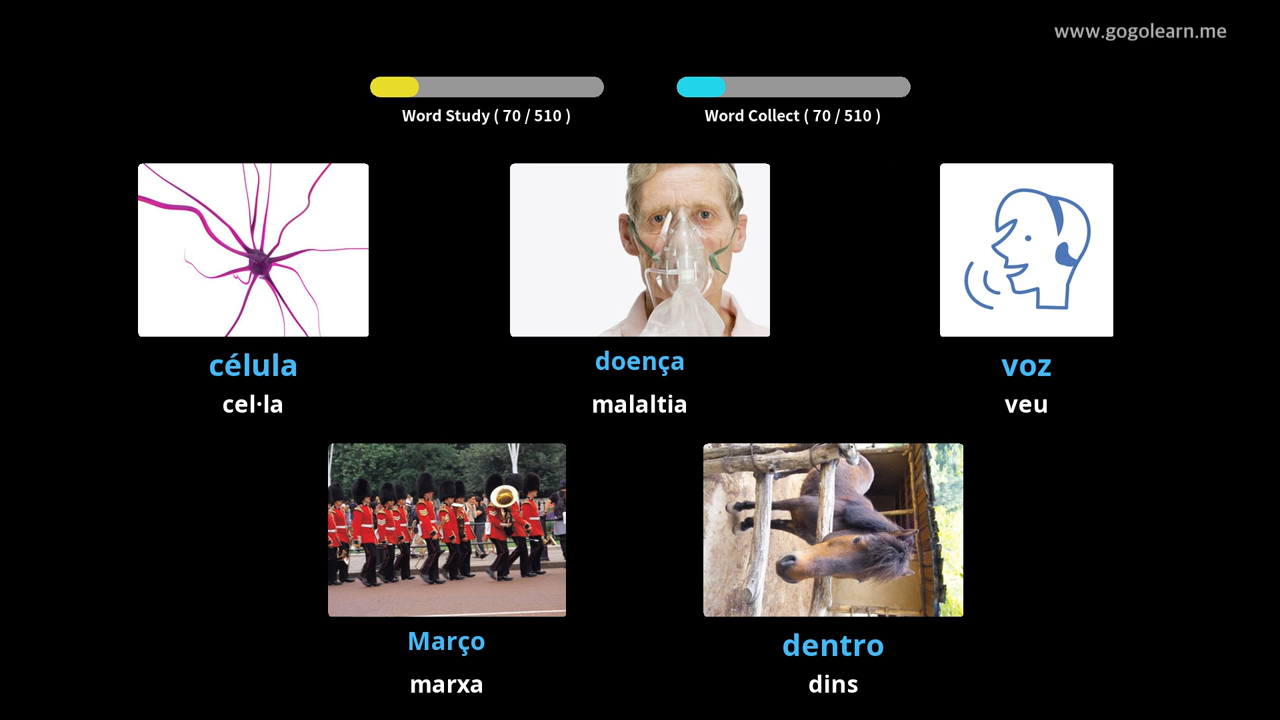 www.gogolearn.me
Word Study ( 70 / 510 )
Word Collect ( 70 / 510 )
célula
cel·la
doença
malaltia
voz
veu
Março
marxa
dentro
dins